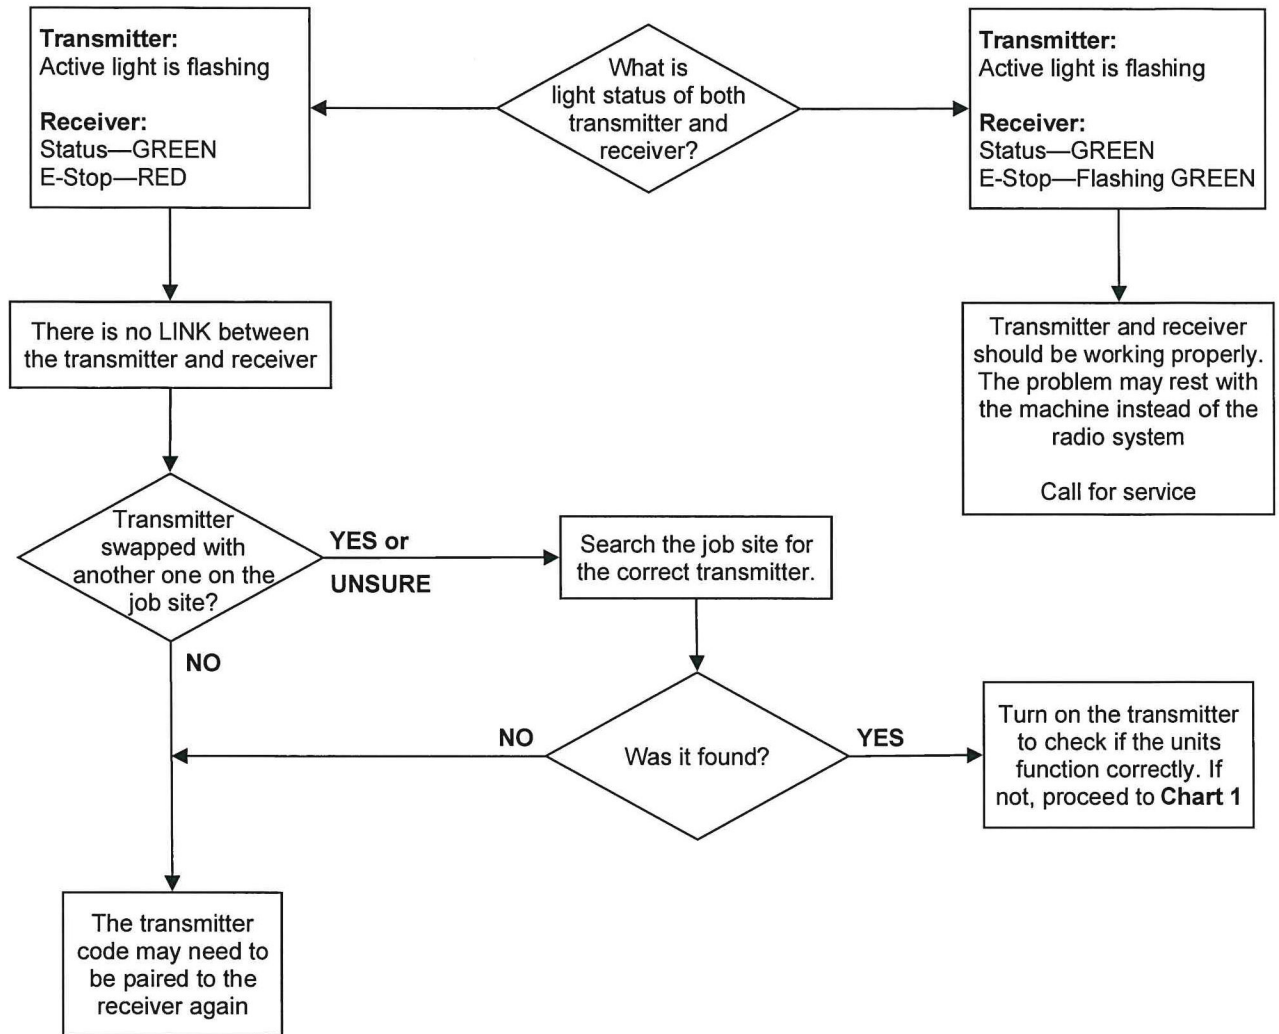 Transmitter:
Active light is flashing
Receiver:
Status—GREEN
E-Stop—RED
What is
light status of both
transmitter and
receiver?
Transmitter:
Active light is flashing
Receiver:
Status—GREEN
E-Stop—Flashing GREEN
There is no LINK between
the transmitter and receiver
Transmitter and receiver
should be working properly.
The problem may rest with
the machine instead of the
radio system
Call for service
Transmitter
swapped with
another one on the
job site?
YES or
UNSURE
Search the job site for
the correct transmitter.
NO
Was it found?
NO
YES
Turn on the transmitter
to check if the units
function correctly. If
not, proceed to Chart 1
The transmitter
code may need to
be paired to the
receiver again